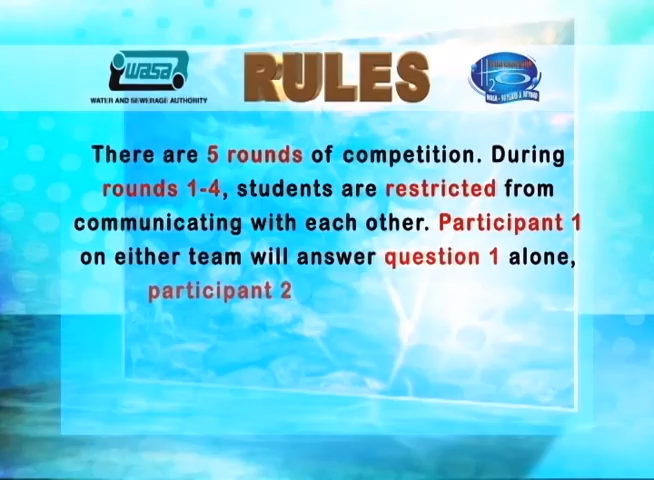 wasa
WATER AND SEWERAGE AUTHORITY
RULES
H2O
There are 5 rounds of competition. During
rounds 1-4, students are restricted from
communicating with each other. Participant 1
on either team will answer question 1 alone,
participant 2